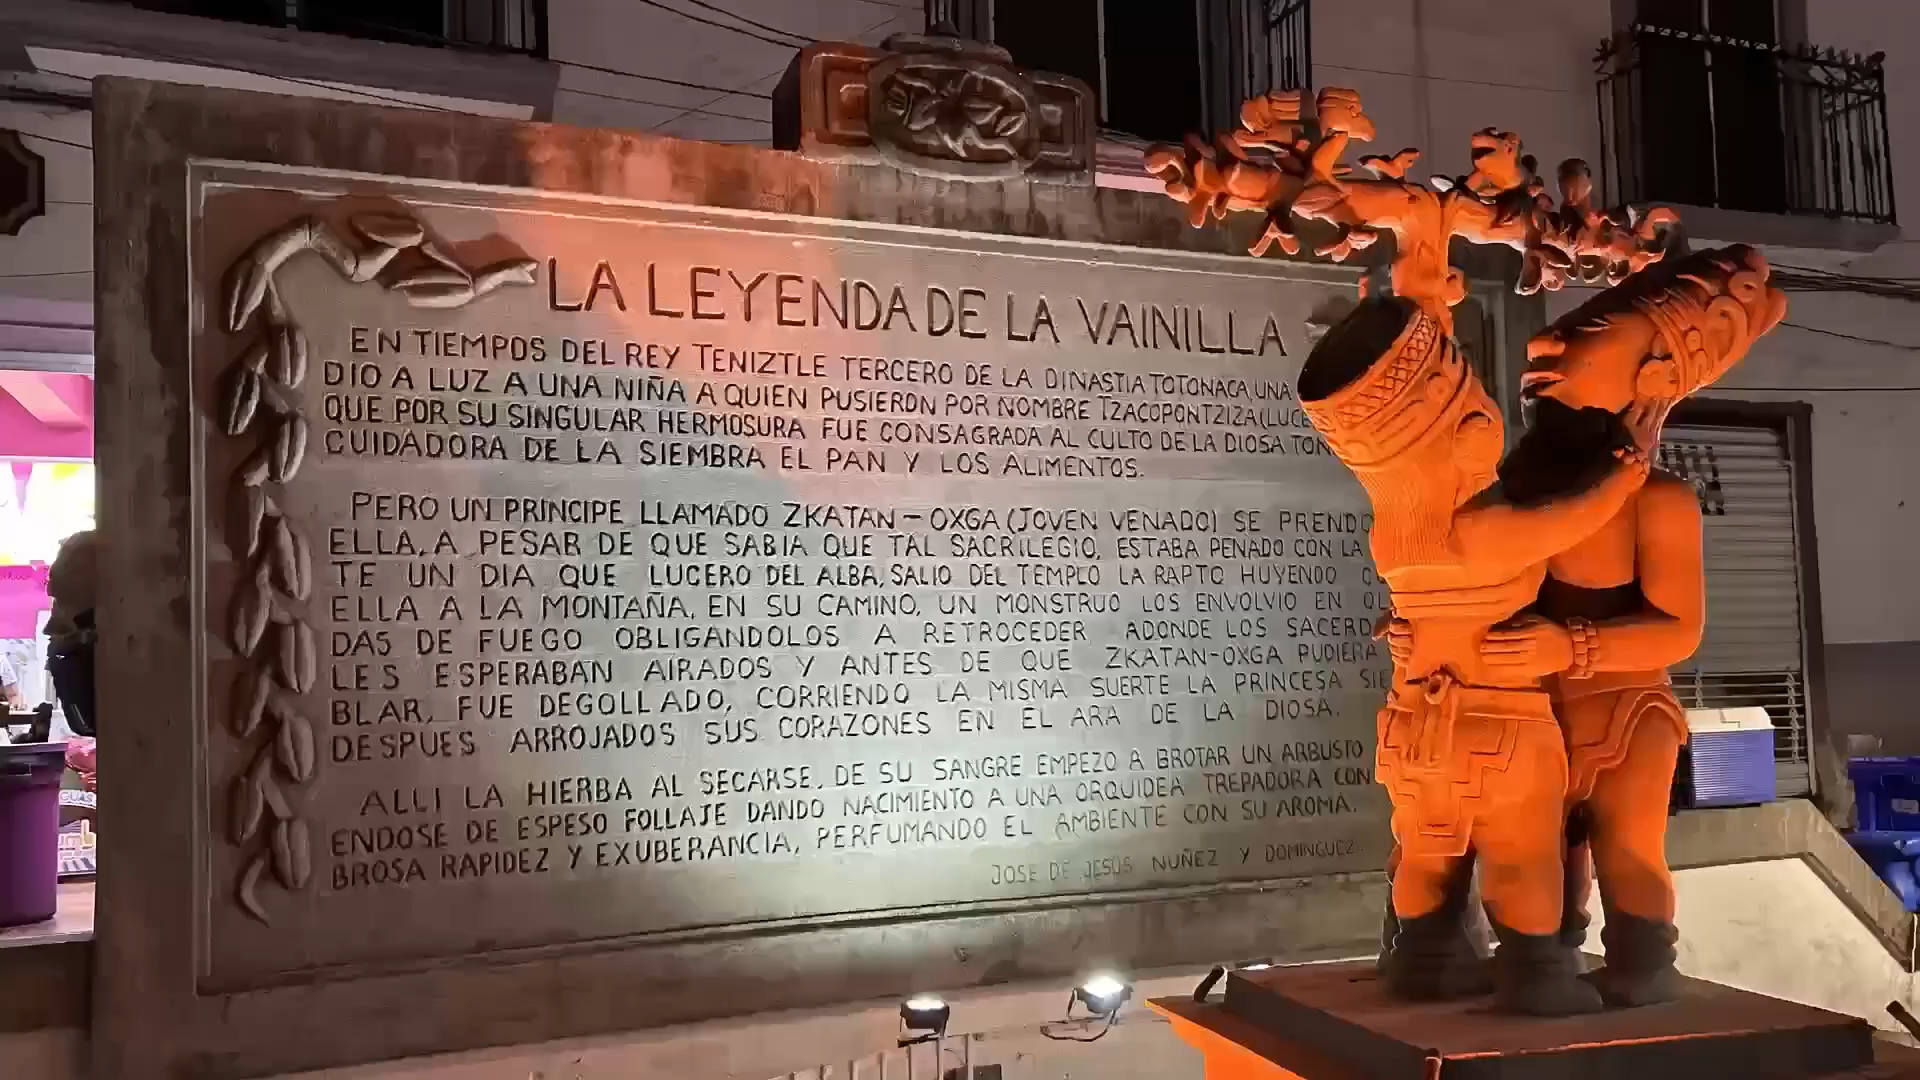 LA LEYENDA DE LA VAINILLA
EN TIEMPOS DEL REY TENIZTLE TERCERO DE LA DINASTIA TOTONACA, UNA
DIO A LUZ A UNA NIÑA A QUIEN PUSIERON POR NOMBRE TZACOPONTZIZA (LUCE
QUE POR SU SINGULAR HERMOSURA FUE CONSAGRADA AL CULTO DE LA DIOSA TON
CUIDADORA DE LA SIEMBRA EL PAN Y LOS ALIMENTOS.
PERO UN PRINCIPE LLAMADO ZKATAN-OXGA (JOVEN VENADO) SE PRENDO
ELLA, A PESAR DE QUE SABIA QUE TAL SACRILEGIO, ESTABA PENADO CON LA
TE UN DIA QUE LUCERO DEL ALBA, SALIO DEL TEMPLO LA RAPTO HUYENDO
ELLA A LA MONTAÑA, EN SU CAMINO, UN MONSTRUO LOS ENVOLVIO EN OL
DAS DE FUEGO OBLIGANDOLOS A RETROCEDER ADONDE LOS SACERD
LES ESPERABAN AIRADOS Y ANTES DE QUE ZKATAN-OXGA PUDIERA
BLAR, FUE DEGOLLADO, CORRIENDO LA MISMA SUERTE LA PRINCESA SIE
DESPUES ARROJADOS SUS CORAZONES EN EL ARA DE LA DIOSA.
ALLI LA HIERBA AL SECARSE, DE SU SANGRE EMPEZO A BROTAR UN ARBUSTO
ENDOSE DE ESPESO FOLLAJE DANDO NACIMIENTO A UNA ORQUIDEA TREPADORA CON
BROSA RAPIDEZ Y EXUBERANCIA, PERFUMANDO EL AMBIENTE CON SU AROMA.
JOSE DE JESUS NUÑEZ Y DOMINGUEZ.